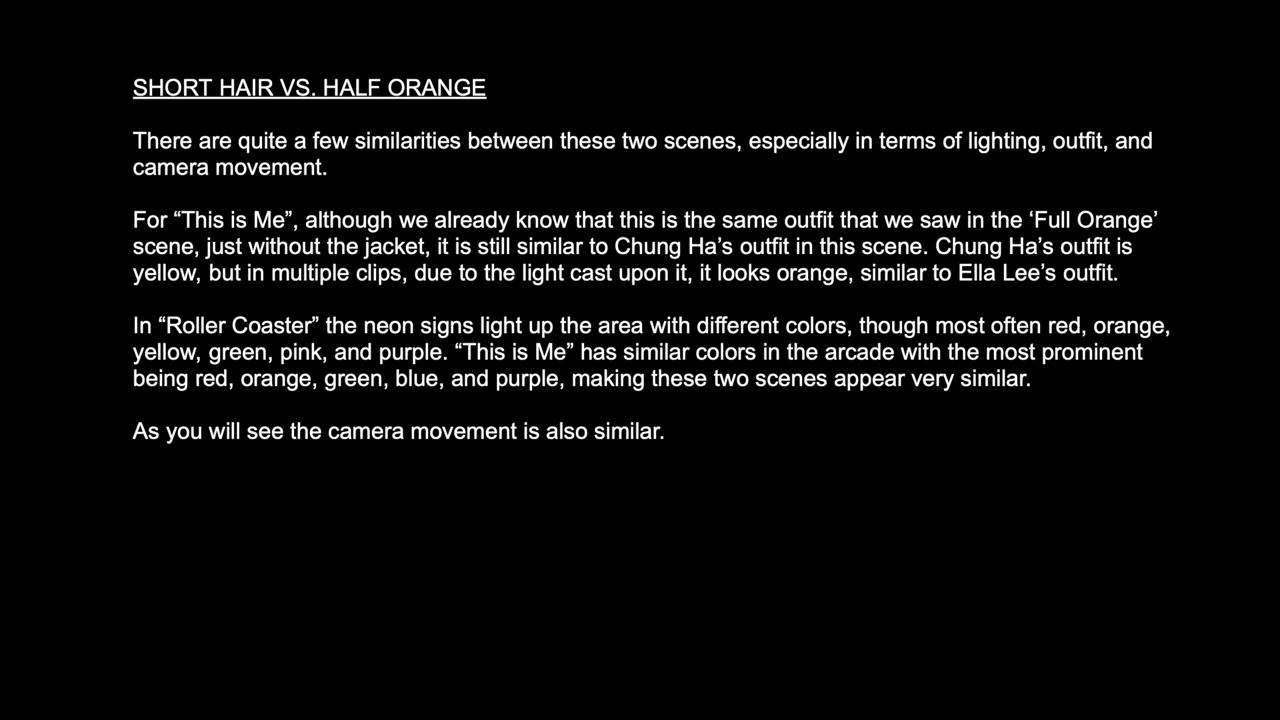 SHORT HAIR VS. HALF ORANGE
There are quite a few similarities between these two scenes, especially in terms of lighting, outfit, and
camera movement.
For “This is Me”, although we already know that this is the same outfit that we saw in the ‘Full Orange’
scene, just without the jacket, it is still similar to Chung Ha’s outfit in this scene. Chung Ha’s outfit is
yellow, but in multiple clips, due to the light cast upon it, it looks orange, similar to Ella Lee’s outfit.
In “Roller Coaster” the neon signs light up the area with different colors, though most often red, orange,
yellow, green, pink, and purple. “This is Me” has similar colors in the arcade with the most prominent
being red, orange, green, blue, and purple, making these two scenes appear very similar.
As you will see the camera movement is also similar.